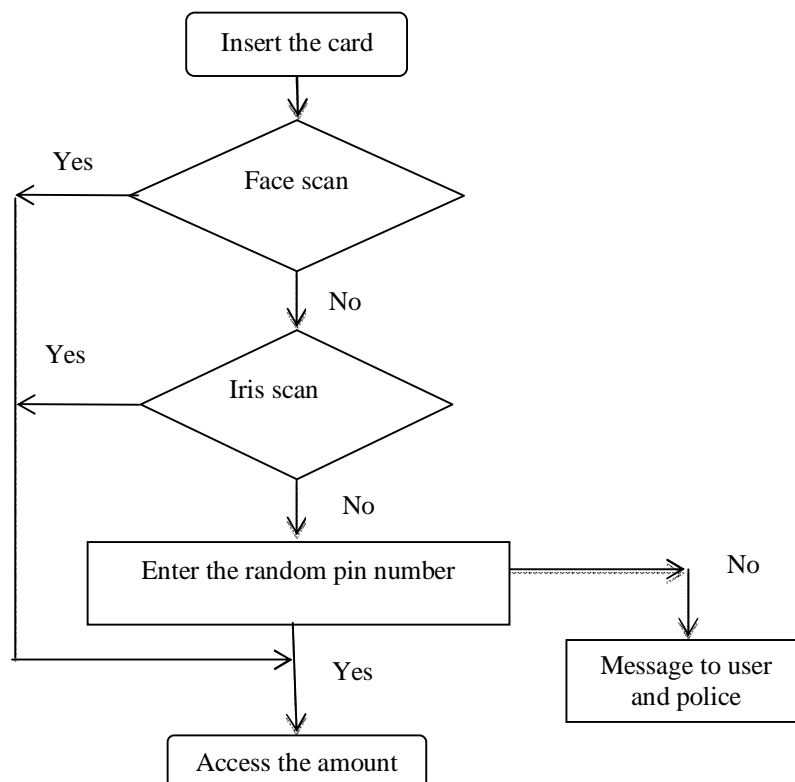 Insert the card
Yes
Face scan
No
Yes
Iris scan
No
Enter the random pin number
No
Yes
Message to user
and police
Access the amount